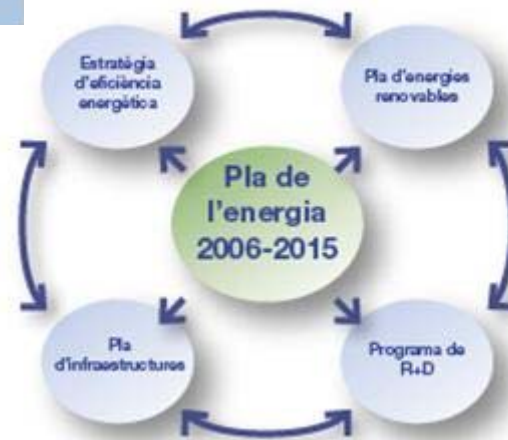 Estratègia
d'eficiència
energètica
Pla d'energies
renovables
Pla de
l'energia
2006-2015
Pla
d'infraestructures
Programa de
R+D